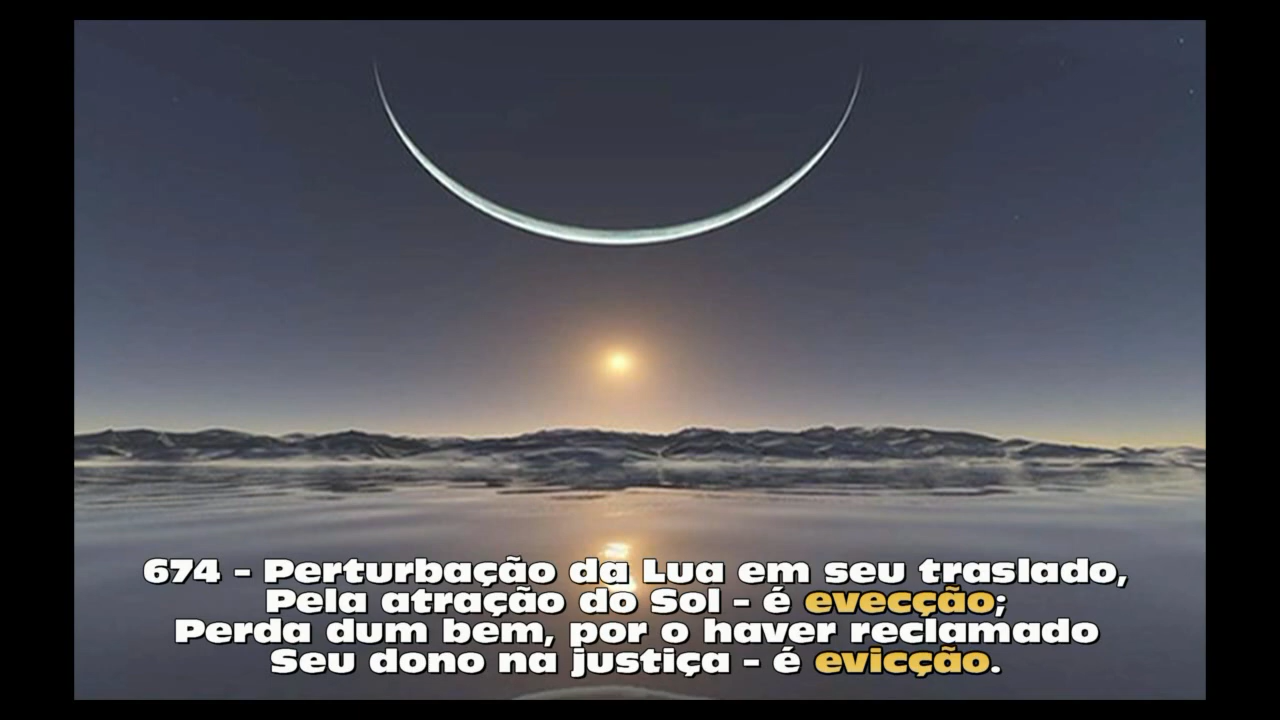 674 - Perturbação da Lua em seu traslado,
Pela atração do Sol - é evecção;
Perda dum bem, por o haver reclamado
Seu dono na justiça - é evicção.